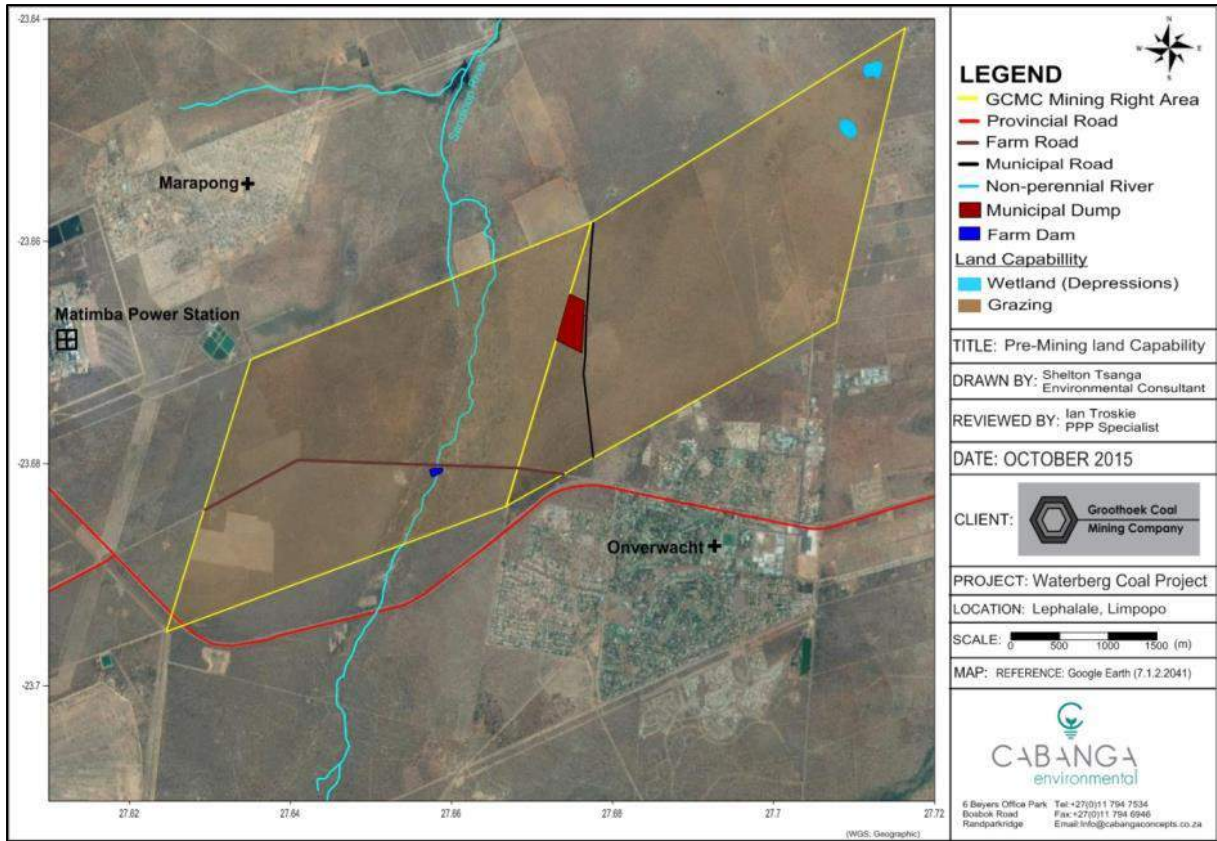 -23.64
-23.66
-23.68
-23.7
27.62
27.64
27.66
27.68
27.7
27.72
(WGS; Geographic)
Sandloop River
Marapong
Matimba Power Station
Onverwacht
N
W
E
S
LEGEND
GCMC Mining Right Area
Provincial Road
Farm Road
Municipal Road
Non-perennial River
Municipal Dump
Farm Dam
Land Capabillity
Wetland (Depressions)
Grazing
TITLE: Pre-Mining land Capability
DRAWN BY: Shelton Tsanga
Environmental Consultant
REVIEWED BY: Ian Troskie
PPP Specialist
DATE: OCTOBER 2015
CLIENT:
Groothoek Coal
Mining Company
PROJECT: Waterberg Coal Project
LOCATION: Lephalale, Limpopo
SCALE: 0 500 1000 1500 (m)
MAP: REFERENCE: Google Earth (7.1.2.2041)
CABANGA
environmental
6 Beyers Office Park Tel:+27(0)11 794 7534
Bosbok Road Fax:+27(0)11 794 6946
Randparkridge Email:Info@cabangaconcepts.co.za